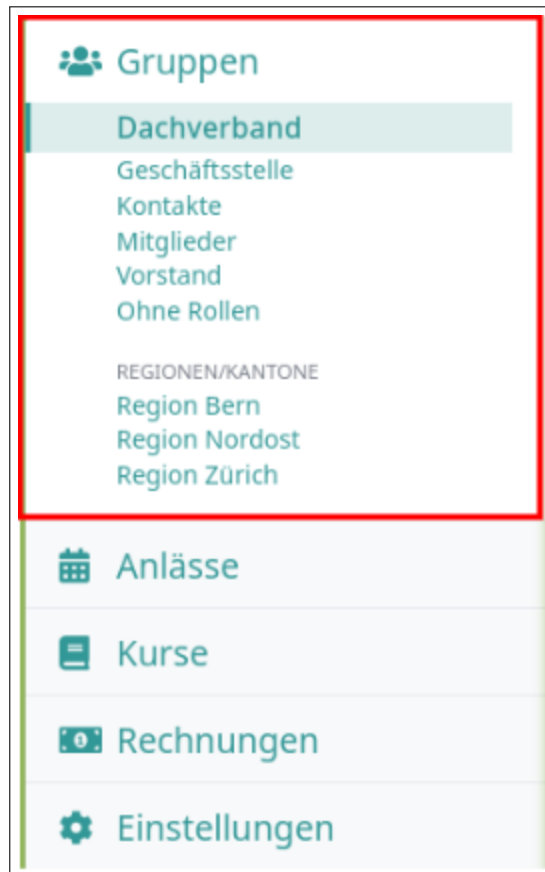 Gruppen
Dachverband
Geschäftsstelle
Kontakte
Mitglieder
Vorstand
Ohne Rollen
REGIONEN/KANTONE
Region Bern
Region Nordost
Region Zürich
Anlässe
Kurse
Rechnungen
Einstellungen